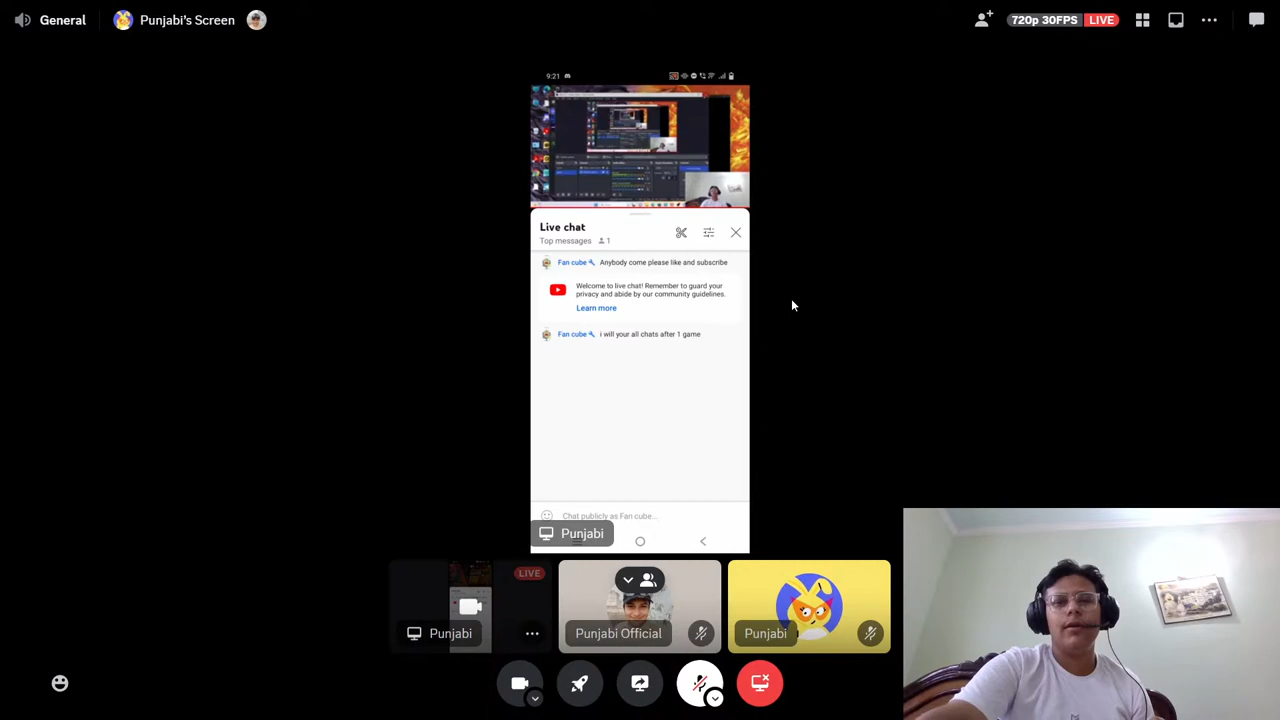 General
Punjabi's Screen
720p 30FPS
LIVE
9:21
Live chat
Top messages 1
Fan cube Anybody come please like and subscribe
Welcome to live chat! Remember to guard your
privacy and abide by our community guidelines.
Learn more
Fan cube i will your all chats after 1 game
Chat publicly as Fan cube...
Punjabi
LIVE
Punjabi
Punjabi Official
Punjabi